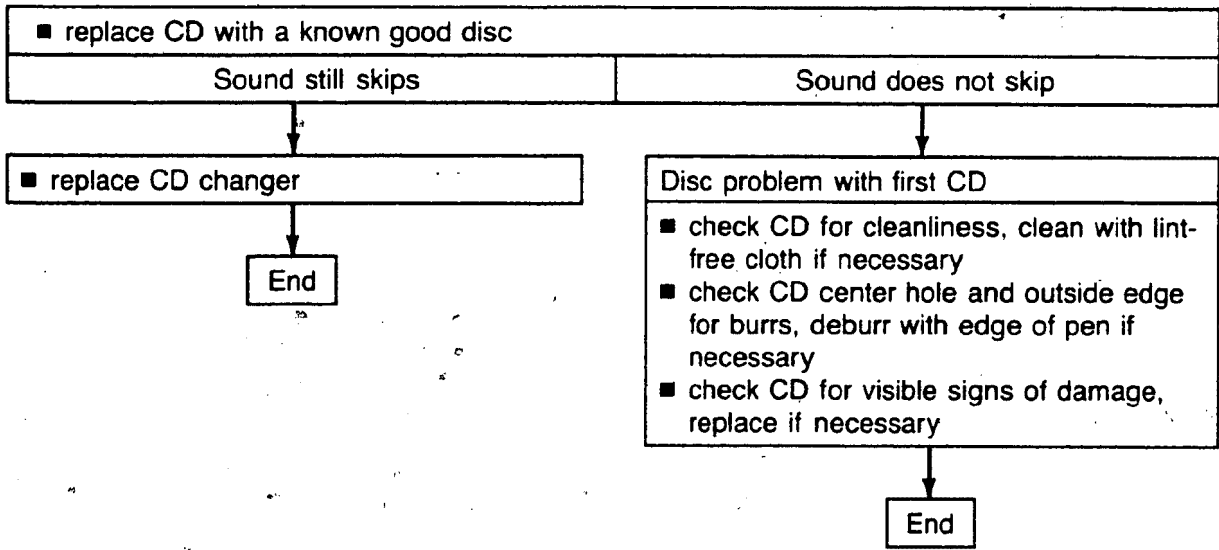 ■ replace CD with a known good disc
Sound still skips
Sound does not skip
■ replace CD changer
End
Disc problem with first CD
■ check CD for cleanliness, clean with lint-
free cloth if necessary
■ check CD center hole and outside edge
for burrs, deburr with edge of pen if
necessary
■ check CD for visible signs of damage,
replace if necessary
End